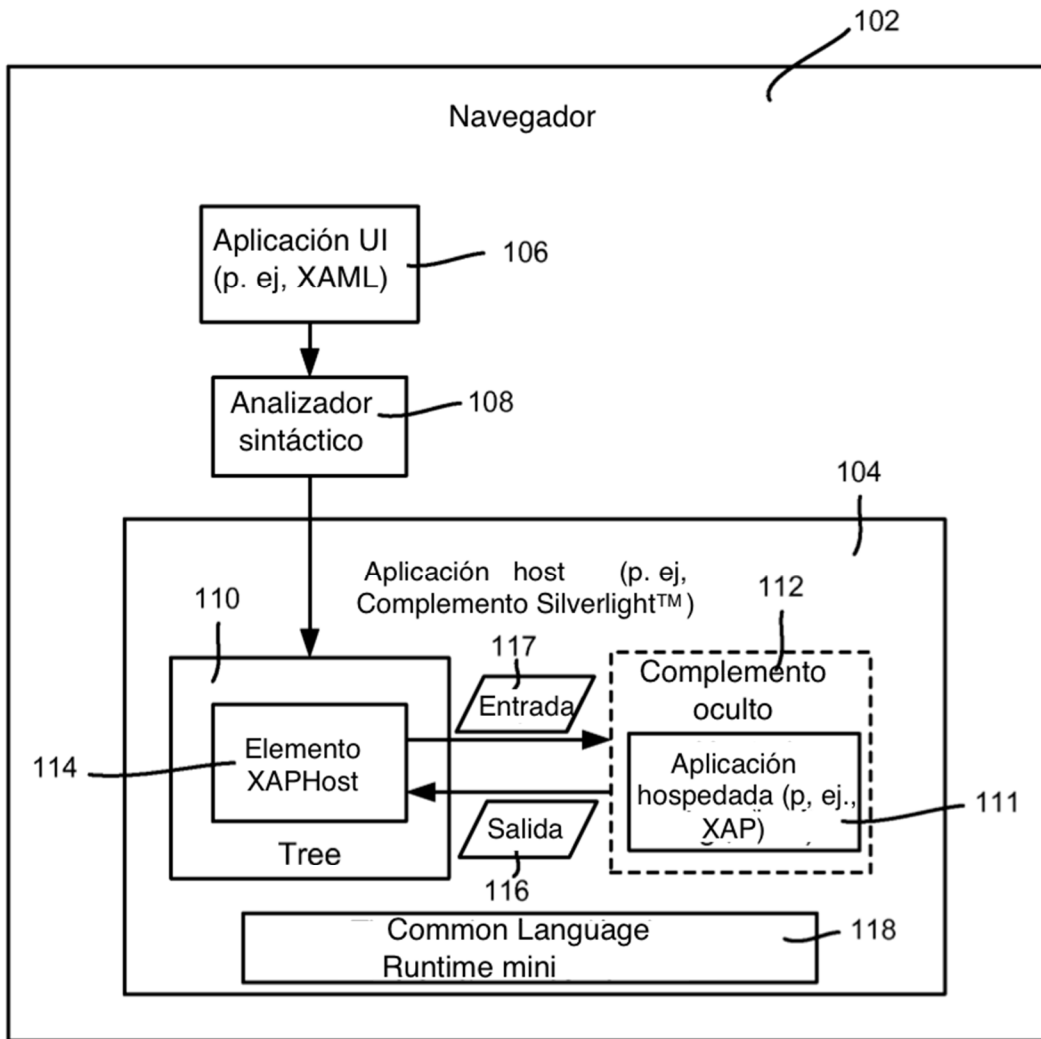 102
Navegador
Aplicación UI
(p. ej, XAML)
106
Analizador
sintáctico
108
104
Aplicación host (p. ej,
Complemento Silverlight™)
110
112
117
Entrada
Complemento
oculto
114
Elemento
XAPHost
Aplicación
hospedada (p, ej.,
XAP)
111
Salida
Tree
116
Common Language
Runtime mini
118